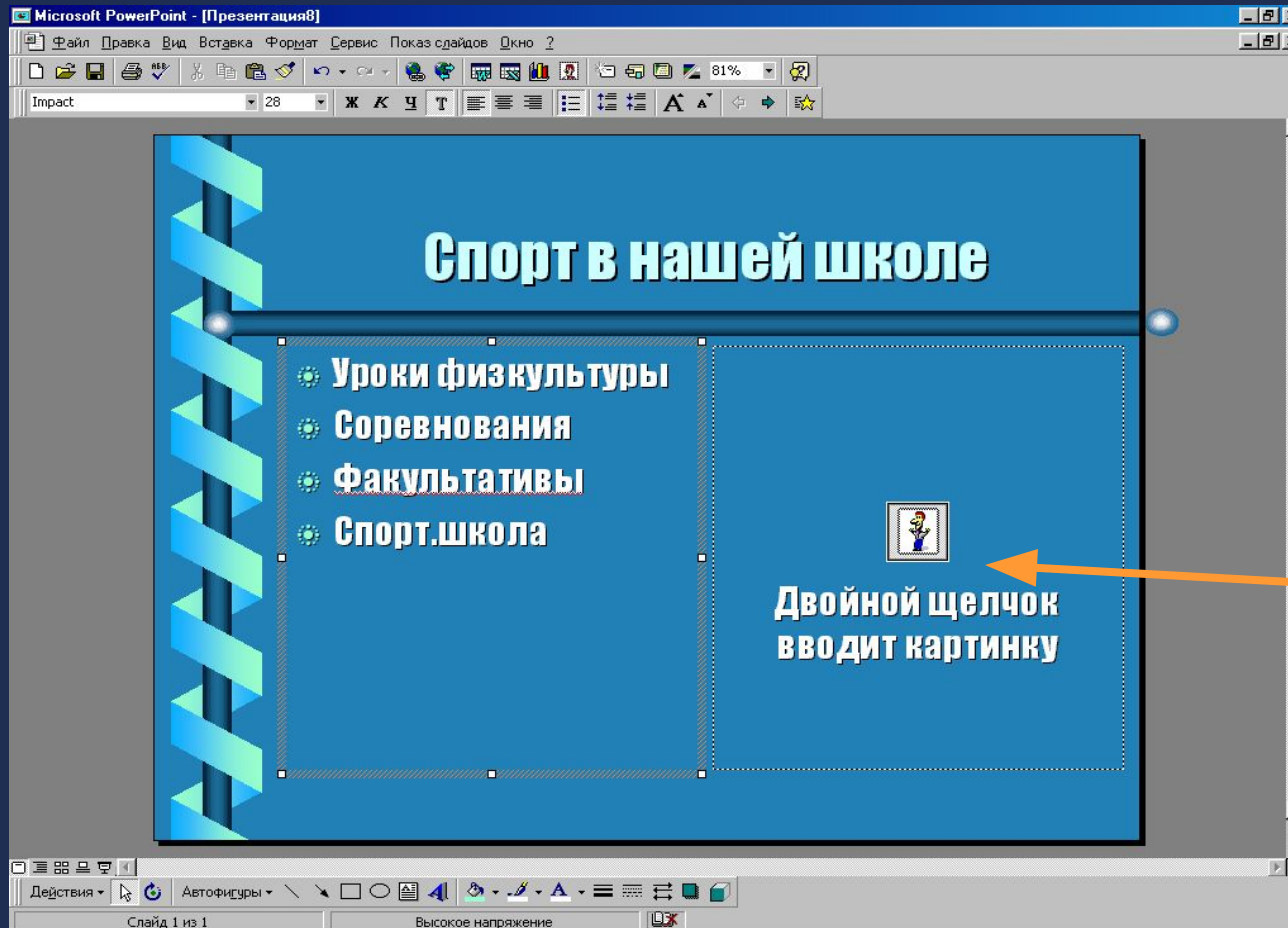 Microsoft PowerPoint - [Презентация8]
Файл Правка Вид Вставка Формат Сервис Показ слайдов Окно ?
81%
Impact 28 Ж К Ч Т
Спорт в нашей школе
Уроки физкультуры
Соревнования
Факультативы
Спорт.школа
Двойной щелчок
вводит картинку
Действия Автофигуры
Слайд 1 из 1 Высокое напряжение